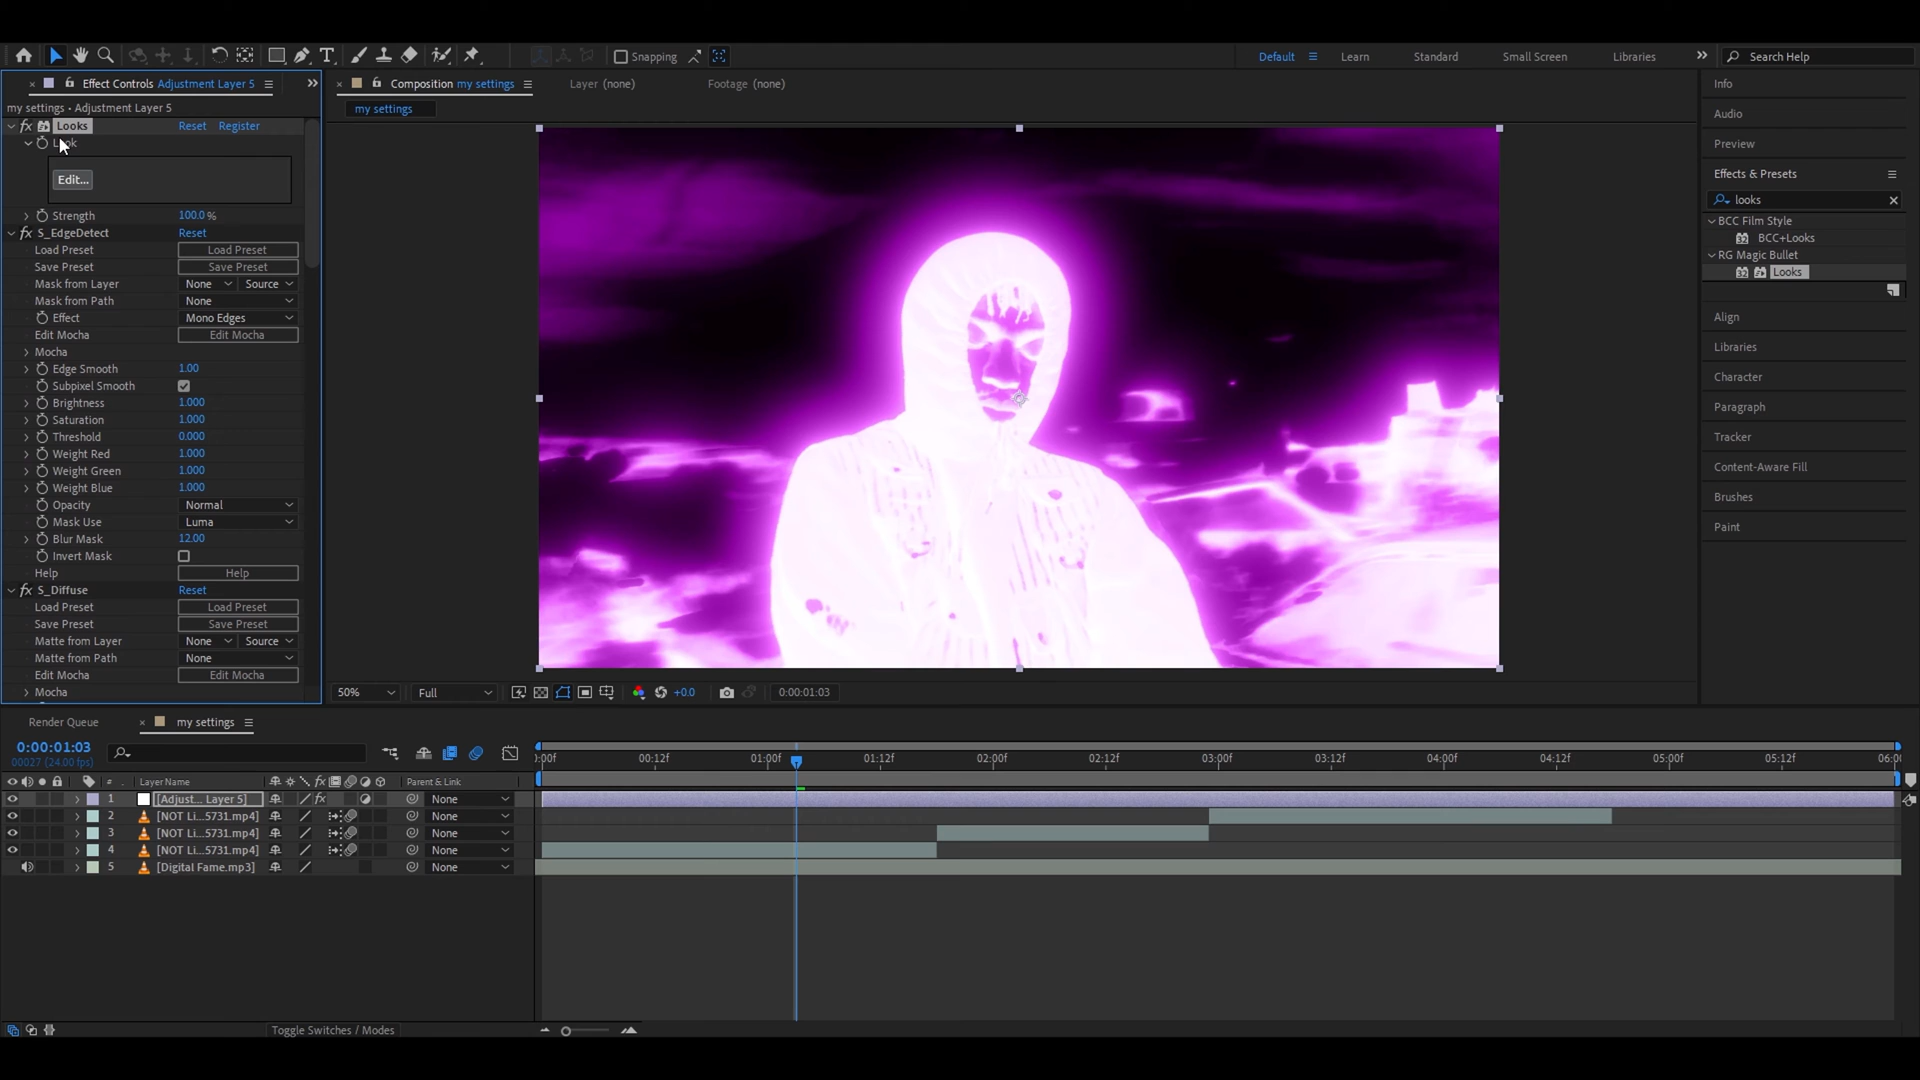 Snapping
Default
Learn
Standard
Small Screen
Libraries
Search Help
Effect Controls Adjustment Layer 5
Composition my settings
Layer (none)
Footage (none)
my settings • Adjustment Layer 5
my settings
Looks Reset Register
Look
Edit...
Strength 100.0 %
S_EdgeDetect Reset
Load Preset Load Preset
Save Preset Save Preset
Mask from Layer None Source
Mask from Path None
Effect Mono Edges
Edit Mocha Edit Mocha
Mocha
Edge Smooth 1.00
Subpixel Smooth
Brightness 1.000
Saturation 1.000
Threshold 0.000
Weight Red 1.000
Weight Green 1.000
Weight Blue 1.000
Opacity Normal
Mask Use Luma
Blur Mask 12.00
Invert Mask
Help Help
S_Diffuse Reset
Load Preset Load Preset
Save Preset Save Preset
Matte from Layer None Source
Matte from Path None
Edit Mocha Edit Mocha
Mocha
50% Full +0.0 0:00:01:03
Info
Audio
Preview
Effects & Presets
looks
BCC Film Style
32 BCC+Looks
RG Magic Bullet
32 Looks
Align
Libraries
Character
Paragraph
Tracker
Content-Aware Fill
Brushes
Paint
Render Queue
my settings
0:00:01:03
00027 (24.00 fps)
# Layer Name Parent & Link
:00f 00:12f 01:00f 01:12f 02:00f 02:12f 03:00f 03:12f 04:00f 04:12f 05:00f 05:12f 06:00
1 [Adjust... Layer 5] None
2 [NOT Li...5731.mp4] None
3 [NOT Li...5731.mp4] None
4 [NOT Li...5731.mp4] None
5 [Digital Fame.mp3] None
Toggle Switches / Modes